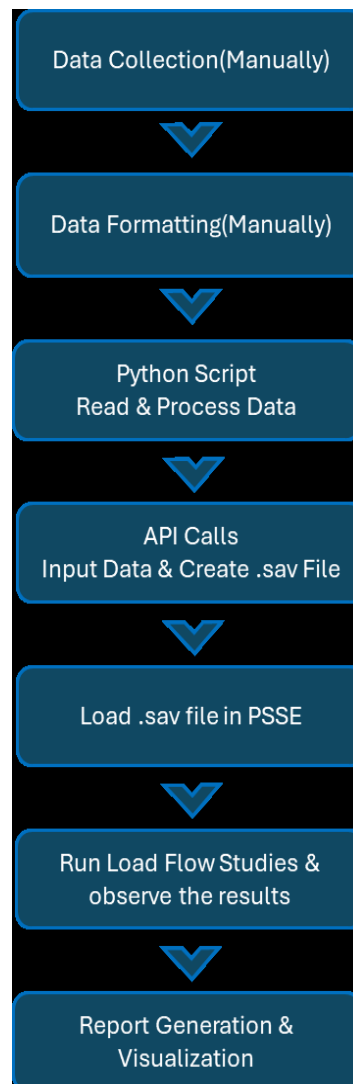 Data Collection(Manually)
Data Formatting(Manually)
Python Script
Read & Process Data
API Calls
Input Data & Create .sav File
Load .sav file in PSSE
Run Load Flow Studies &
observe the results
Report Generation &
Visualization